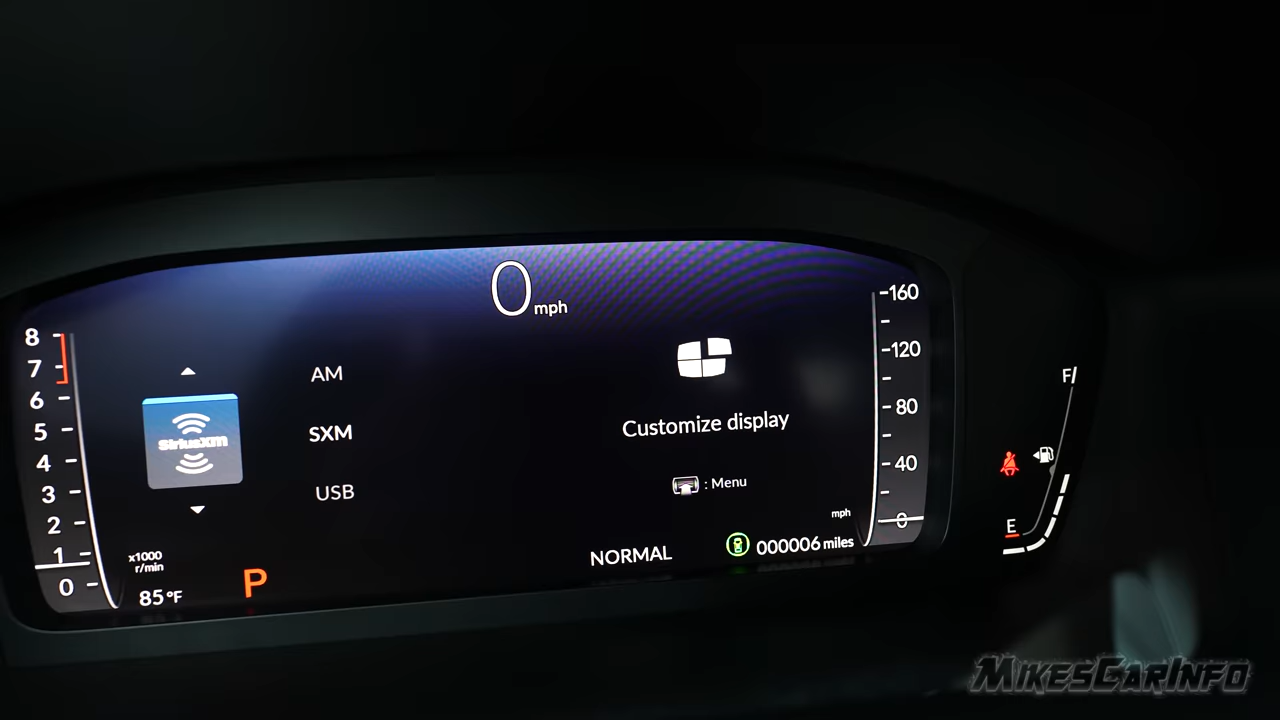 0 mph
8
7
6
5
4
3
2
1
0
x1000
r/min
85°F
P
AM
SXM
USB
SiriusXM
Customize display
: Menu
NORMAL
000006 miles
mph
160
120
80
40
0
F
E
MikesCarInfo